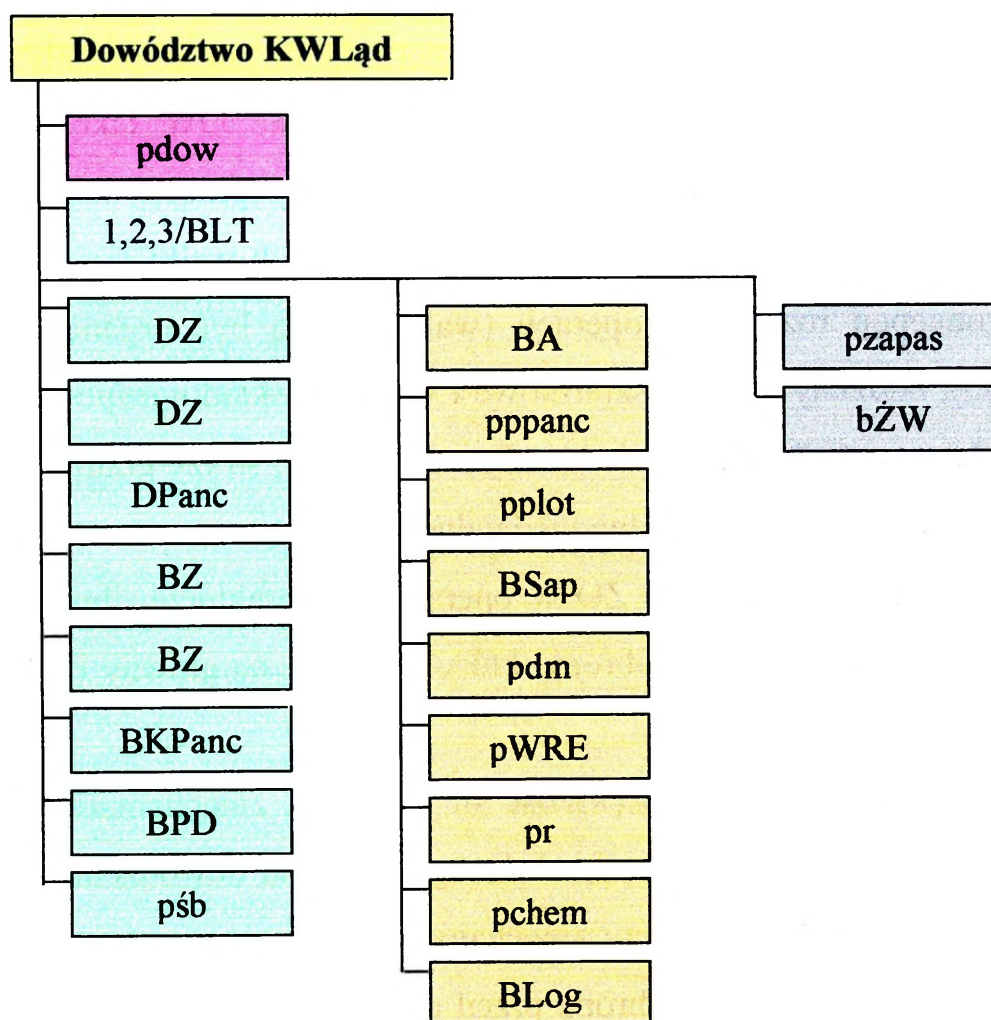 Dowództwo KWLąd
pdow
1,2,3/BLT
DZ
DZ
DPanc
BZ
BZ
BKPanc
BPD
pśb
BA
pppanc
pplot
BSap
pdm
pWRE
pr
pchem
BLog
pzapas
bŻW